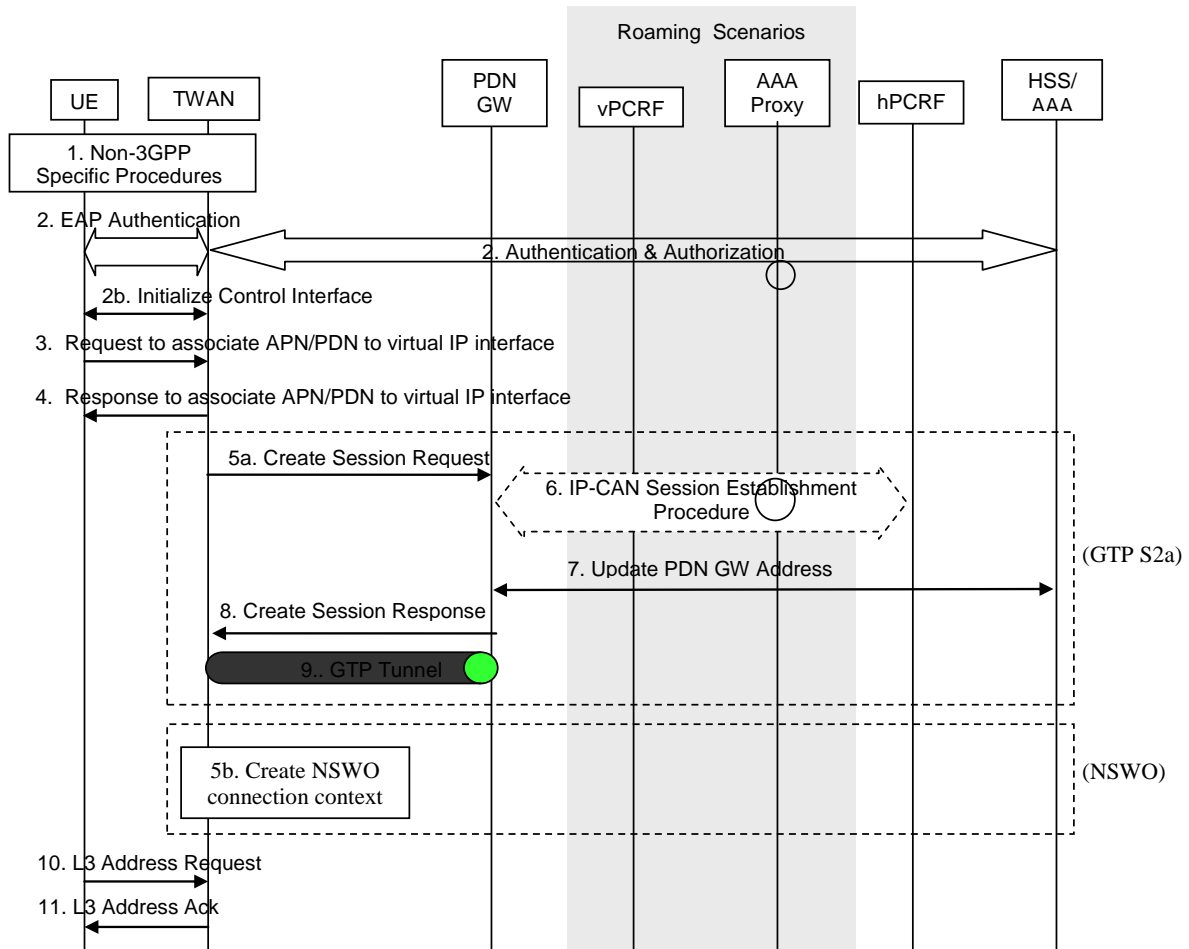 Roaming Scenarios
UE
TWAN
PDN
GW
vPCRF
AAA
Proxy
hPCRF
HSS/
AAA
1. Non-3GPP
Specific Procedures
2. EAP Authentication
2. Authentication & Authorization
2b. Initialize Control Interface
3. Request to associate APN/PDN to virtual IP interface
4. Response to associate APN/PDN to virtual IP interface
5a. Create Session Request
6. IP-CAN Session Establishment
Procedure
(GTP S2a)
7. Update PDN GW Address
8. Create Session Response
9.. GTP Tunnel
5b. Create NSWO
connection context
(NSWO)
10. L3 Address Request
11. L3 Address Ack